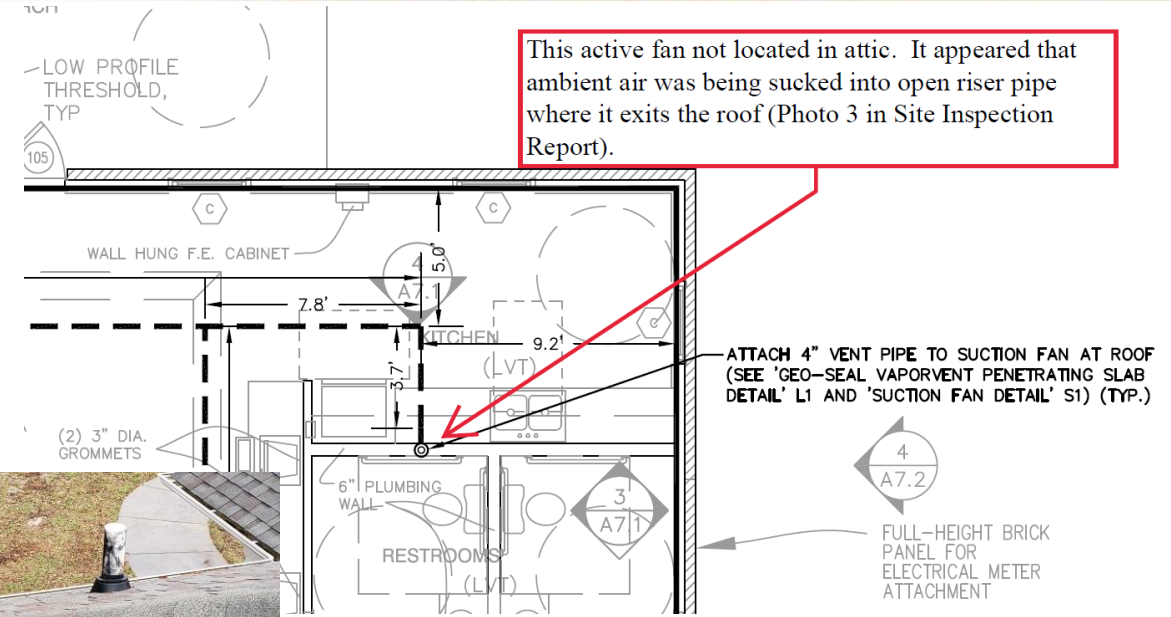 This active fan not located in attic.  It appeared that
ambient air was being sucked into open riser pipe
where it exits the roof (Photo 3 in Site Inspection
Report).
LOW PROFILE
THRESHOLD,
TYP
105
C
C
WALL HUNG F.E. CABINET
4
A7.1
5.0'
7.8'
C
KITCHEN
9.2'
(LVT)
3.7'
ATTACH 4" VENT PIPE TO SUCTION FAN AT ROOF
(SEE 'GEO-SEAL VAPORVENT PENETRATING SLAB
DETAIL' L1 AND 'SUCTION FAN DETAIL' S1) (TYP.)
(2) 3" DIA.
GROMMETS
4
A7.2
6" PLUMBING
WALL
3
A7.1
RESTROOMS
(LVT)
FULL-HEIGHT BRICK
PANEL FOR
ELECTRICAL METER
ATTACHMENT